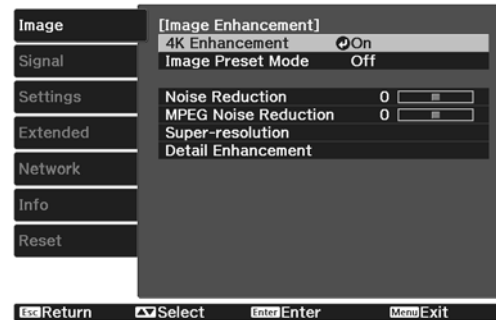 Image
Signal
Settings
Extended
Network
Info
Reset
[Image Enhancement]
4K Enhancement On
Image Preset Mode Off
Noise Reduction 0
MPEG Noise Reduction 0
Super-resolution
Detail Enhancement
Esc Return Select Enter Enter Menu Exit